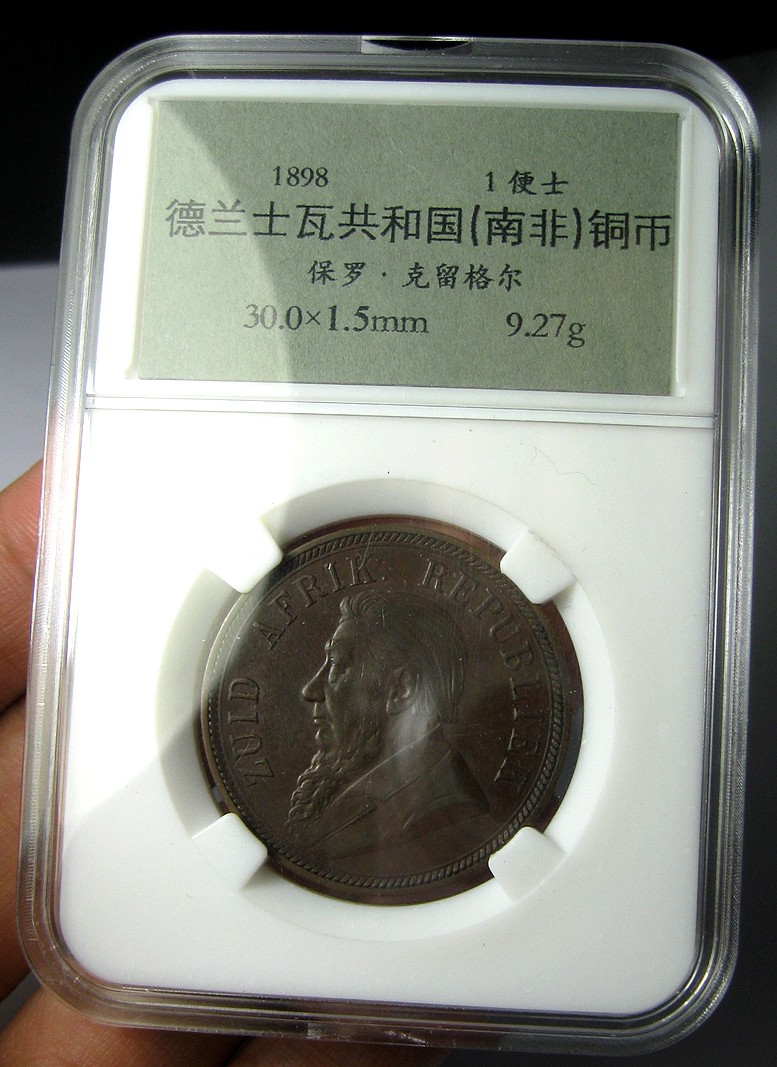 1898 1 便士
德兰士瓦共和国(南非)铜币
保罗·克留格尔
30.0×1.5mm 9.27g
ZUID AFRIK. REPUBLIEK